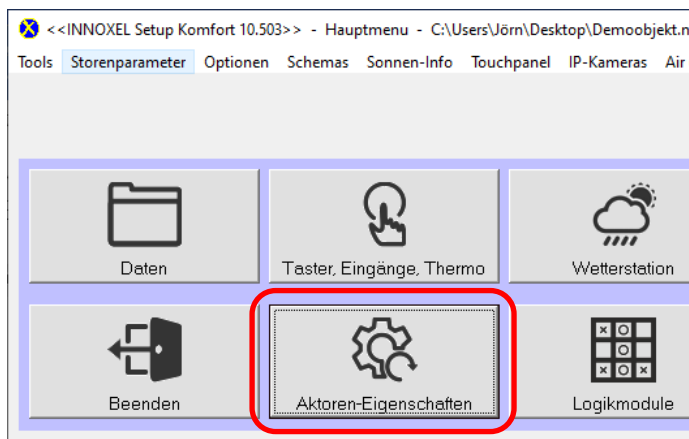 <<INNOXEL Setup Komfort 10.503>> - Hauptmenu - C:\Users\Jörn\Desktop\Demoobjekt.n
Tools Storenparameter Optionen Schemas Sonnen-Info Touchpanel IP-Kameras Air
Daten Taster, Eingänge, Thermo Wetterstation
Beenden Aktoren-Eigenschaften Logikmodule